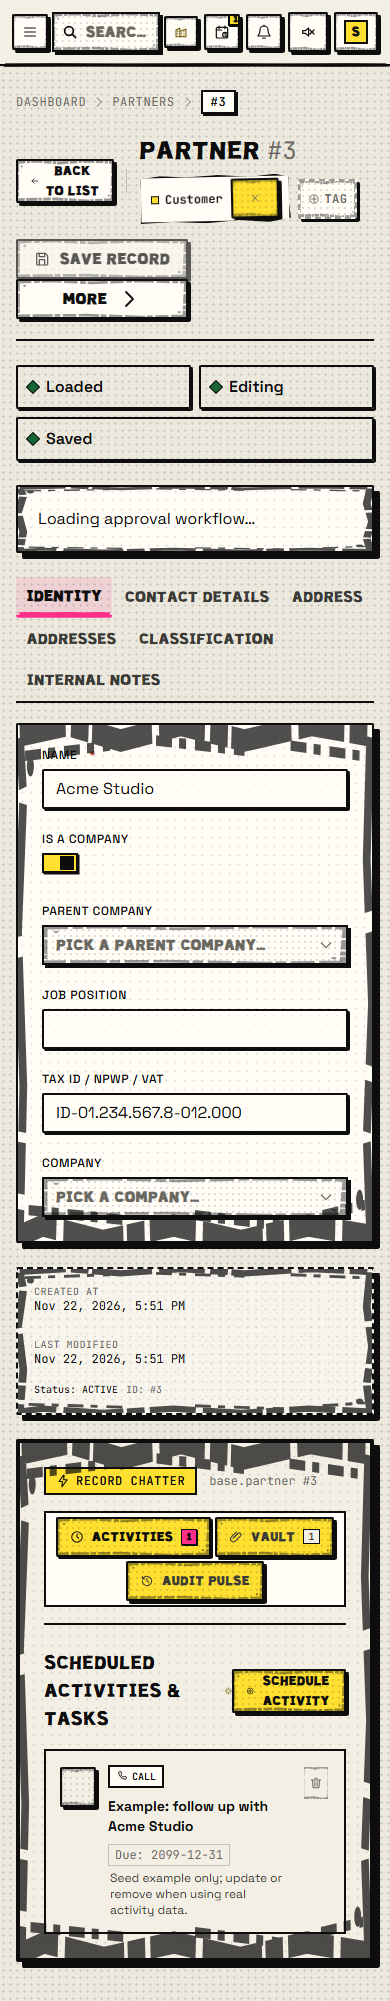 SEARC…
1
S
DASHBOARD > PARTNERS > #3
PARTNER #3
← BACK TO LIST
Customer ×
⊕ TAG
SAVE RECORD
MORE >
Loaded
Editing
Saved
Loading approval workflow…
IDENTITY
CONTACT DETAILS
ADDRESS
ADDRESSES
CLASSIFICATION
INTERNAL NOTES
NAME *
Acme Studio
IS A COMPANY
PARENT COMPANY
PICK A PARENT COMPANY…
JOB POSITION
TAX ID / NPWP / VAT
ID-01.234.567.8-012.000
COMPANY
PICK A COMPANY…
CREATED AT
Nov 22, 2026, 5:51 PM
LAST MODIFIED
Nov 22, 2026, 5:51 PM
Status: ACTIVE ID: #3
RECORD CHATTER base.partner #3
ACTIVITIES 1
VAULT 1
AUDIT PULSE
SCHEDULED
ACTIVITIES &
TASKS
SCHEDULE
ACTIVITY
CALL
Example: follow up with
Acme Studio
Due: 2099-12-31
Seed example only; update or
remove when using real
activity data.